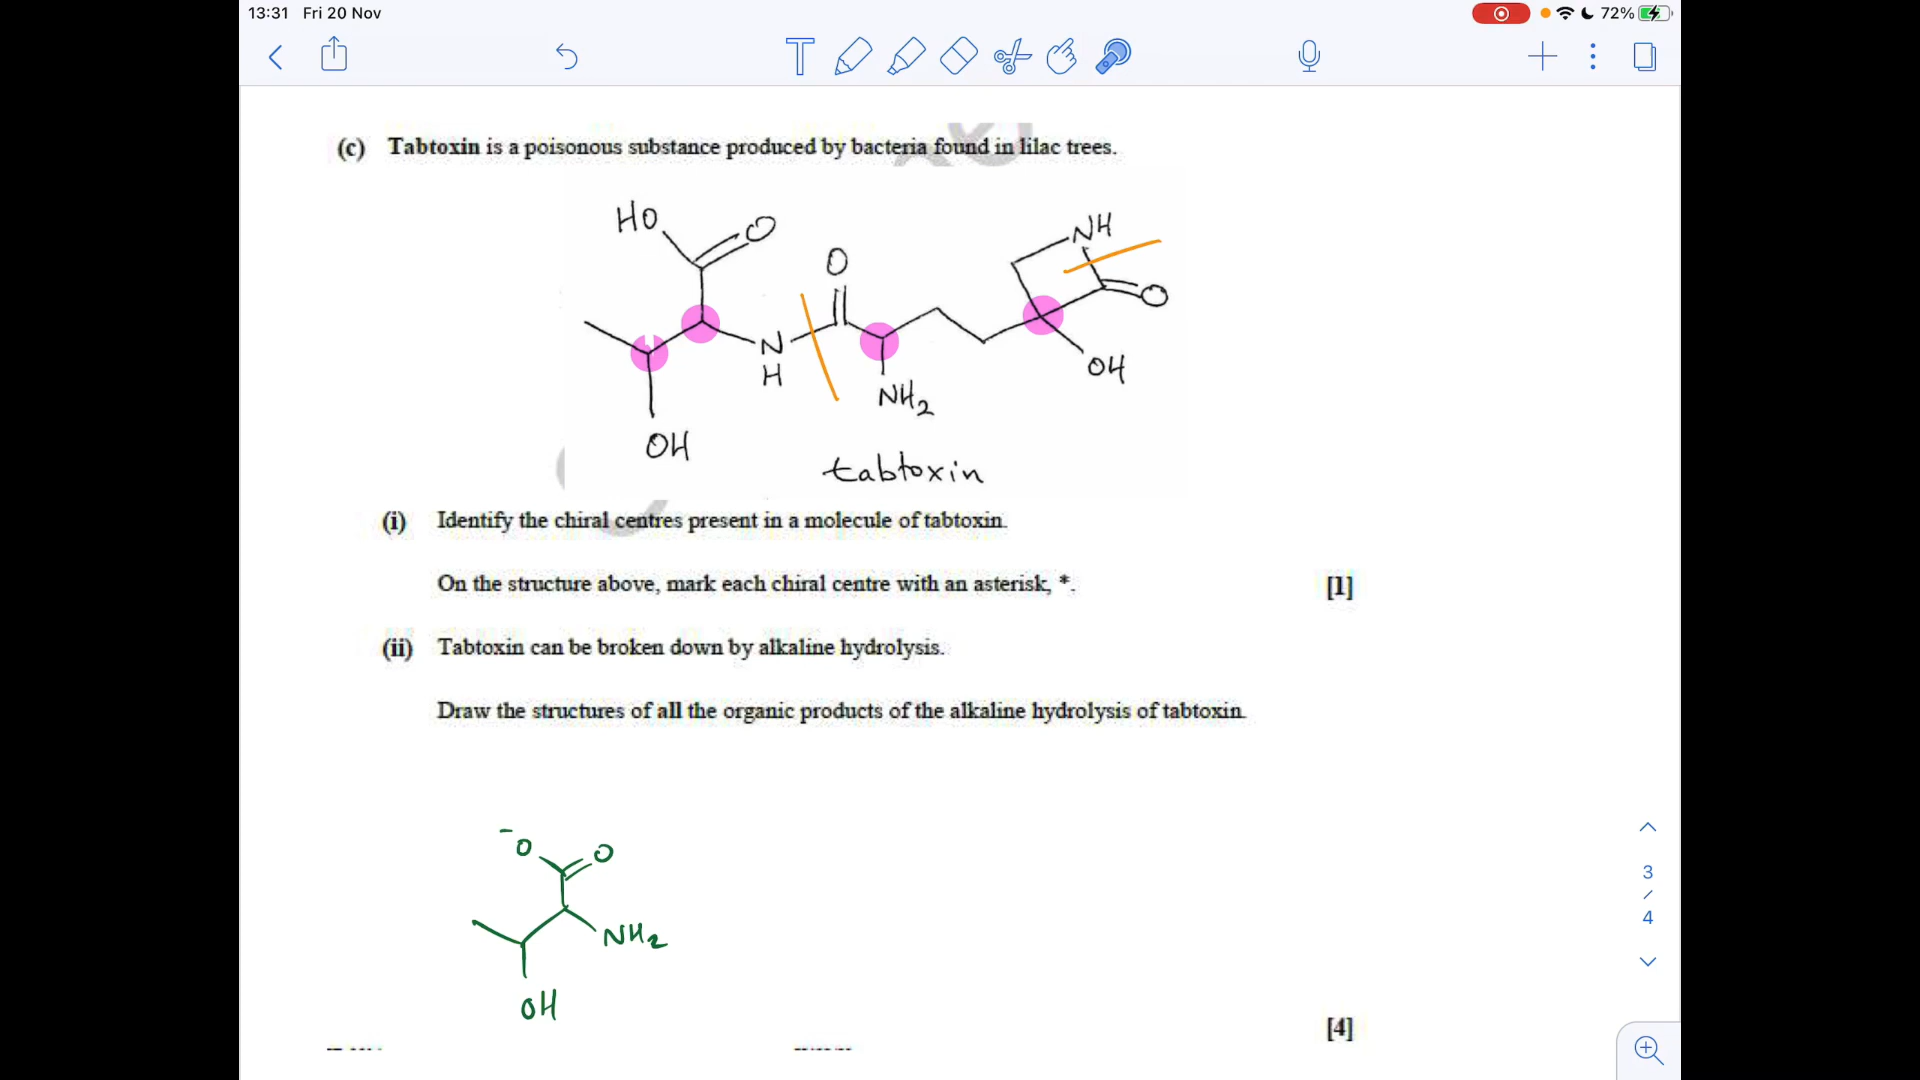 13:31 Fri 20 Nov
72%
(c) Tabtoxin is a poisonous substance produced by bacteria found in lilac trees.
HO
O
NH
O
O
N
H
NH2
OH
OH
tabtoxin
(i) Identify the chiral centres present in a molecule of tabtoxin.
On the structure above, mark each chiral centre with an asterisk, *.
[1]
(ii) Tabtoxin can be broken down by alkaline hydrolysis.
Draw the structures of all the organic products of the alkaline hydrolysis of tabtoxin.
-O
O
NH2
OH
[4]
3
/
4